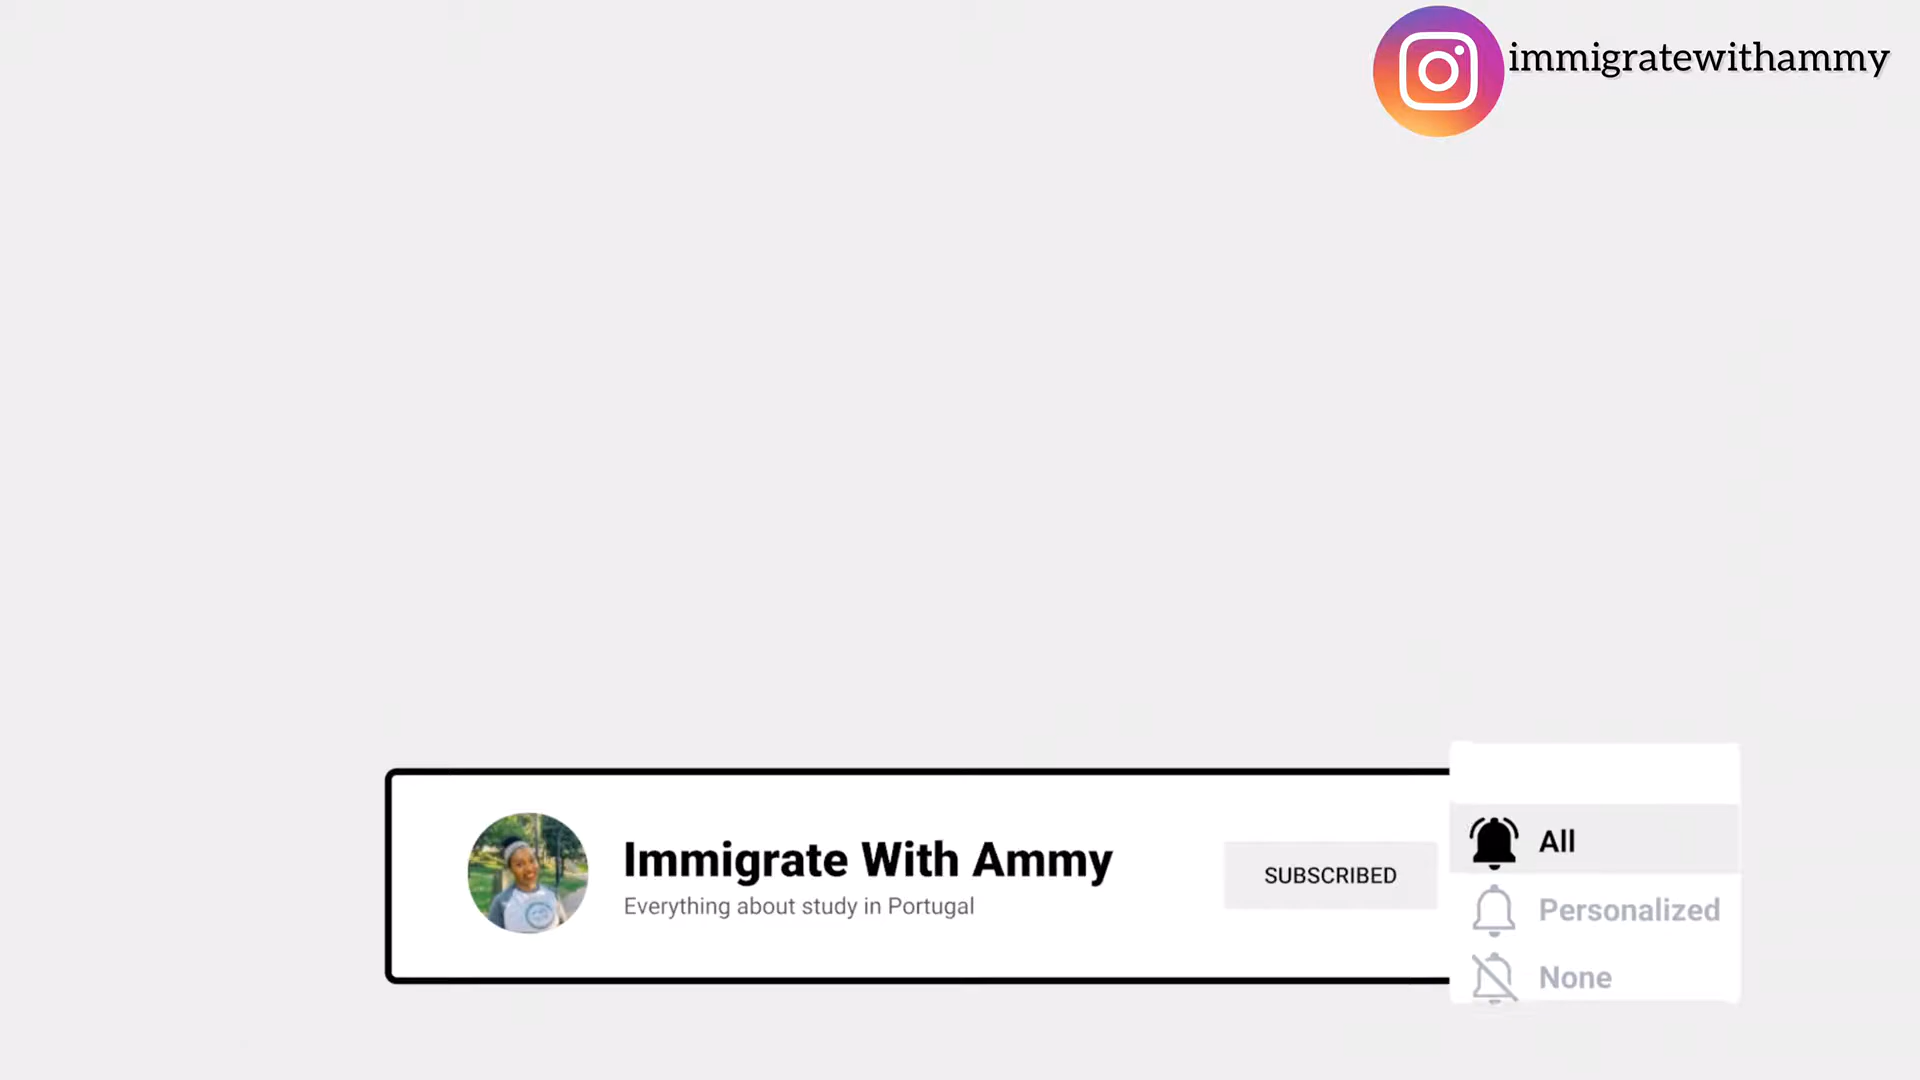 immigratewithammy
Immigrate With Ammy
Everything about study in Portugal
SUBSCRIBED
All
Personalized
None